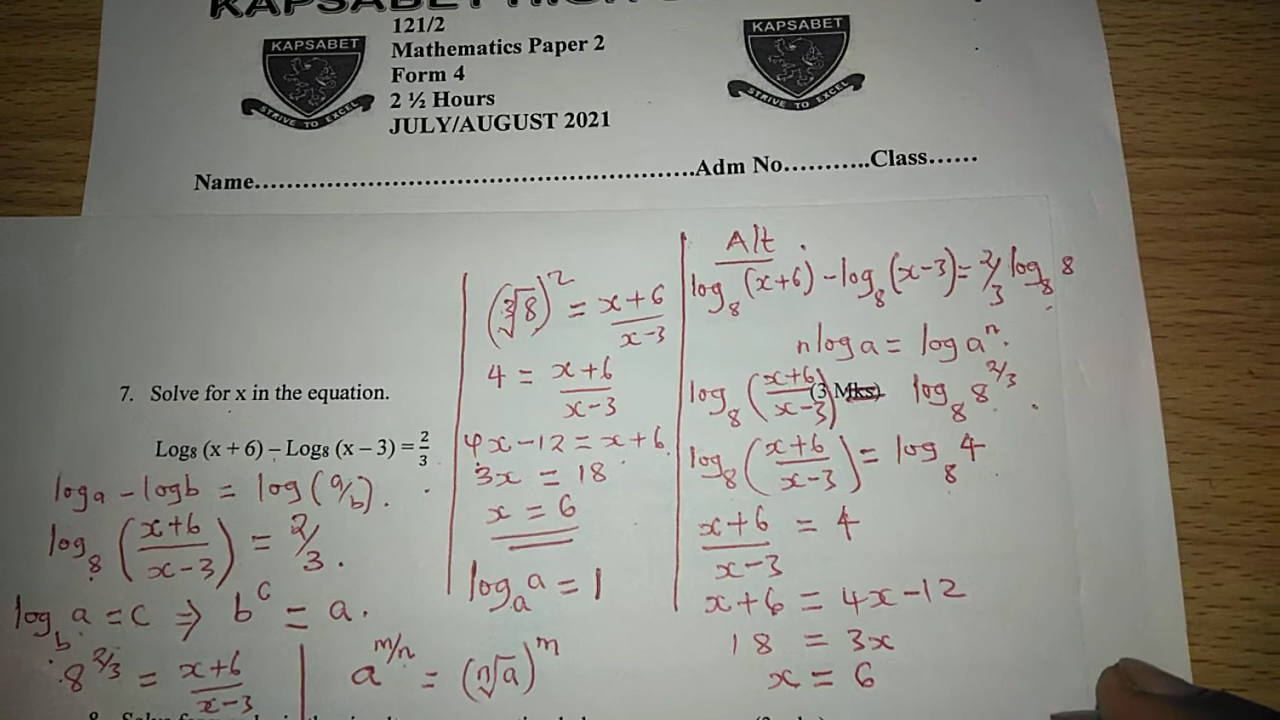 121/2
KAPSABET
Mathematics Paper 2
KAPSABET
Form 4
2 ½ Hours
STRIVE TO EXCEL
JULY/AUGUST 2021
STRIVE TO EXCEL
Name.......................................................Adm No...........Class......
7. Solve for x in the equation.
(3 Mks)
Log₈ (x + 6) – Log₈ (x – 3) = 2/3
log a - log b = log (a/b).
log₈ ((x+6)/(x-3)) = 2/3.
log_b a = c ⇒ b^c = a.
8^(2/3) = (x+6)/(x-3)
a^(m/n) = (ⁿ√a)^m
(³√8)² = (x+6)/(x-3)
4 = (x+6)/(x-3)
4x-12 = x+6.
3x = 18
x = 6
log_a a = 1
Alt.
log₈ (x+6) - log₈ (x-3) = 2/3 log₈ 8
n log a = log aⁿ.
log₈ ((x+6)/(x-3)) = log₈ 8^(2/3).
log₈ ((x+6)/(x-3)) = log₈ 4
(x+6)/(x-3) = 4
x+6 = 4x-12
18 = 3x
x = 6